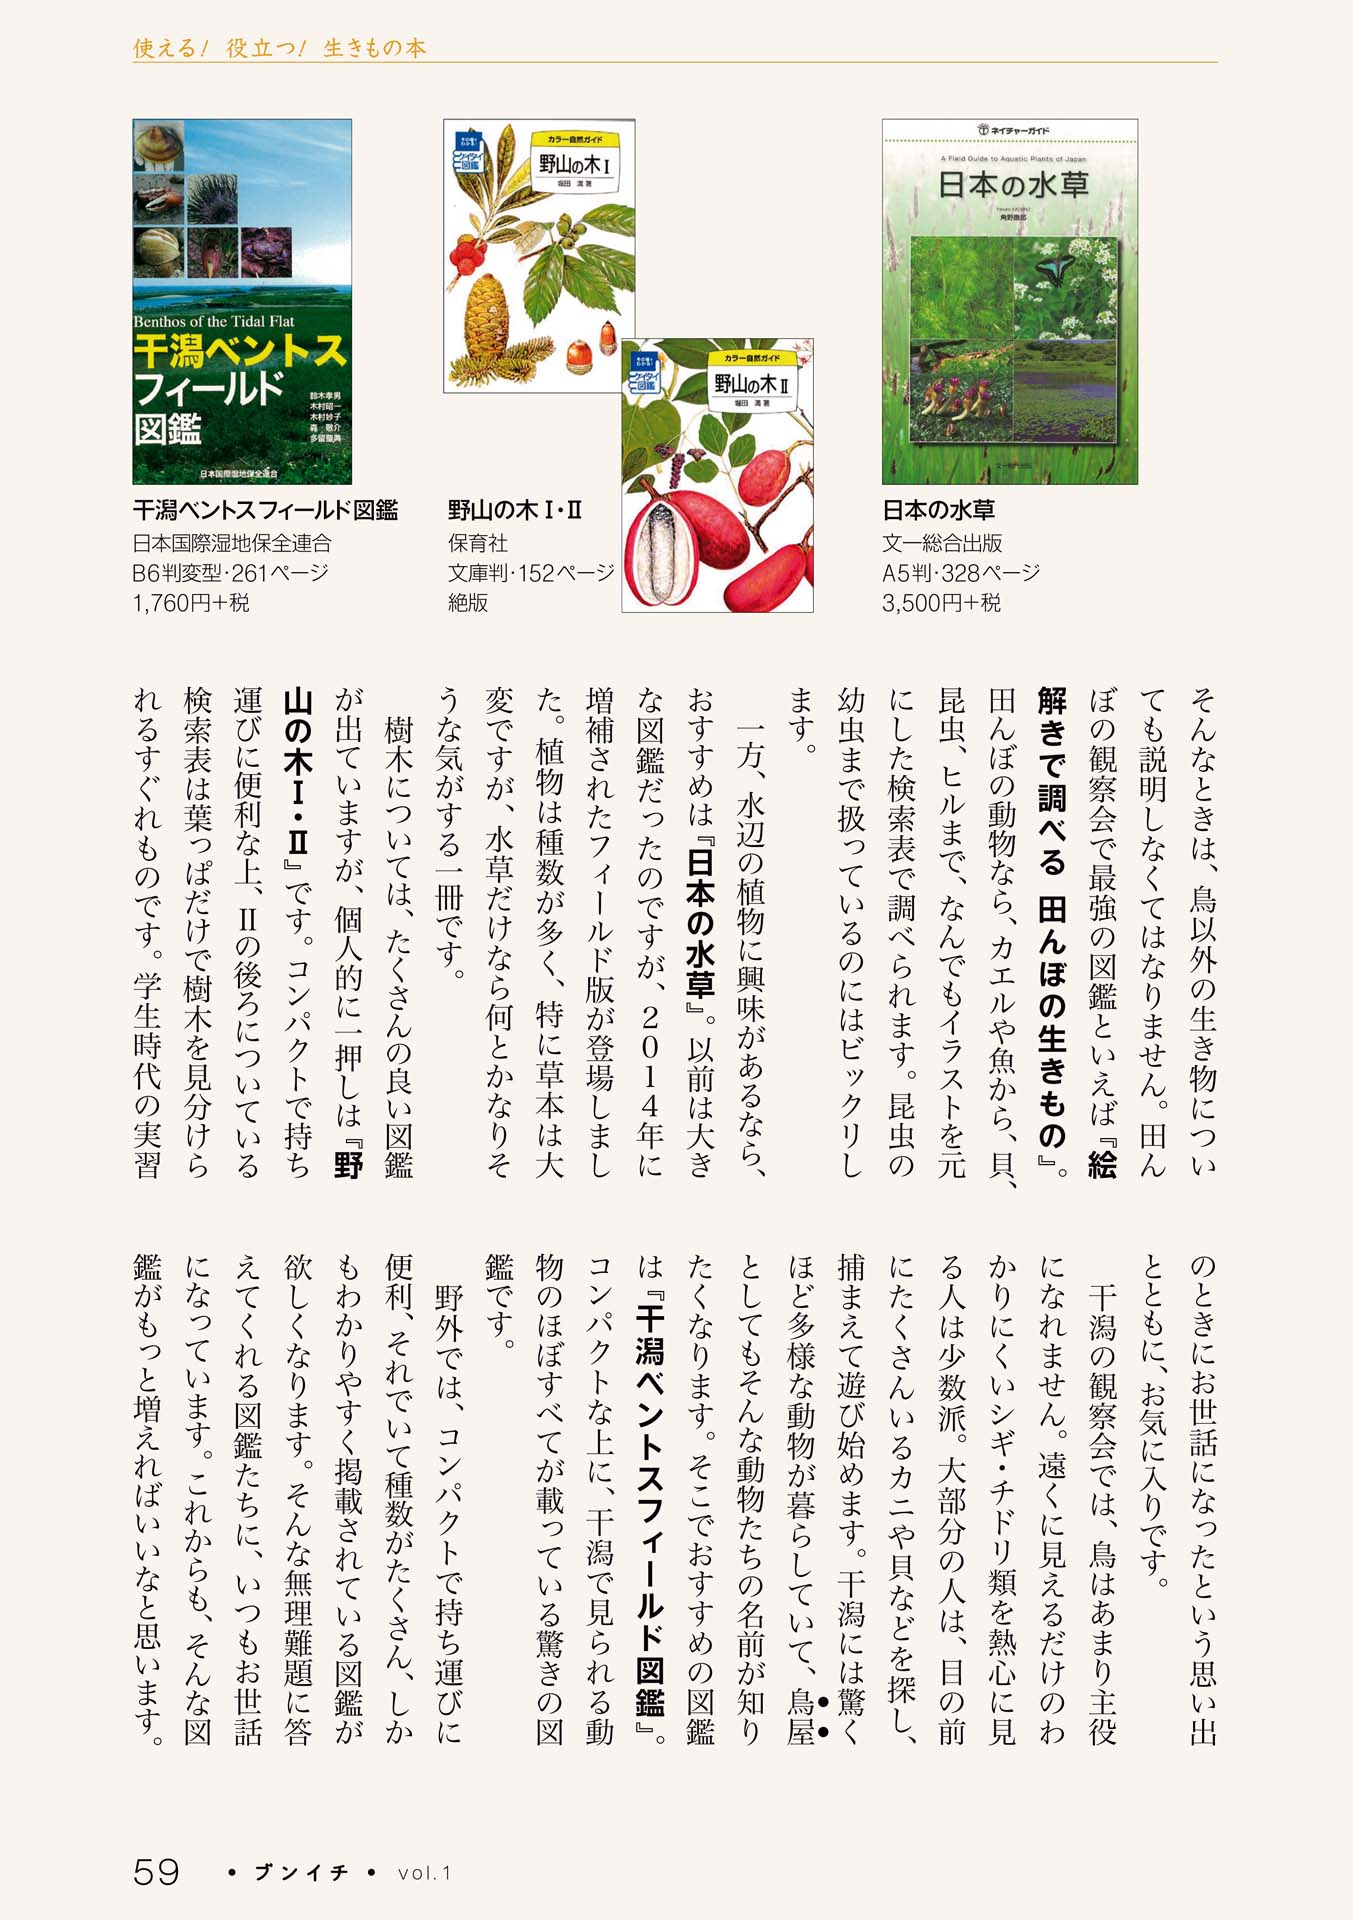 使える! 役立つ! 生きもの本
Benthos of the Tidal Flat
干潟ベントス
フィールド
図鑑
鈴木孝男
木村昭一
木村妙子
森 敬介
多留聖典
日本国際湿地保全連合
干潟ベントスフィールド図鑑
日本国際湿地保全連合
B6判変型・261ページ
1,760円+税
その場で
わかる!
ケイタイ
図鑑
カラー自然ガイド
野山の木 I
堀田 満 著
その場で
わかる!
ケイタイ
図鑑
カラー自然ガイド
野山の木 II
堀田 満 著
野山の木 I・II
保育社
文庫判・152ページ
絶版
ネイチャーガイド
A Field Guide to Aquatic Plants of Japan
日本の水草
角野康郎
文一総合出版
日本の水草
文一総合出版
A5判・328ページ
3,500円+税
そんなときは、鳥以外の生き物につい
ても説明しなくてはなりません。田ん
ぼの観察会で最強の図鑑といえば『絵
解きで調べる 田んぼの生きもの』。
田んぼの動物なら、カエルや魚から、貝、
昆虫、ヒルまで、なんでもイラストを元
にした検索表で調べられます。昆虫の
幼虫まで扱っているのにはビックリし
ます。
一方、水辺の植物に興味があるなら、
おすすめは『日本の水草』。以前は大き
な図鑑だったのですが、2014年に
増補されたフィールド版が登場しまし
た。植物は種数が多く、特に草本は大
変ですが、水草だけなら何とかなりそ
うな気がする一冊です。
樹木については、たくさんの良い図鑑
が出ていますが、個人的に一押しは『野
山の木I・II』です。コンパクトで持ち
運びに便利な上、IIの後ろについている
検索表は葉っぱだけで樹木を見分けら
れるすぐれものです。学生時代の実習
のときにお世話になったという思い出
とともに、お気に入りです。
干潟の観察会では、鳥はあまり主役
になれません。遠くに見えるだけのわ
かりにくいシギ・チドリ類を熱心に見
る人は少数派。大部分の人は、目の前
にたくさんいるカニや貝などを探し、
捕まえて遊び始めます。干潟には驚く
ほど多様な動物が暮らしていて、鳥屋
としてもそんな動物たちの名前が知り
たくなります。そこでおすすめの図鑑
は『干潟ベントスフィールド図鑑』。
コンパクトな上に、干潟で見られる動
物のほぼすべてが載っている驚きの図
鑑です。
野外では、コンパクトで持ち運びに
便利、それでいて種数がたくさん、しか
もわかりやすく掲載されている図鑑が
欲しくなります。そんな無理難題に答
えてくれる図鑑たちに、いつもお世話
になっています。これからも、そんな図
鑑がもっと増えればいいなと思います。
59 • ブンイチ • vol.1